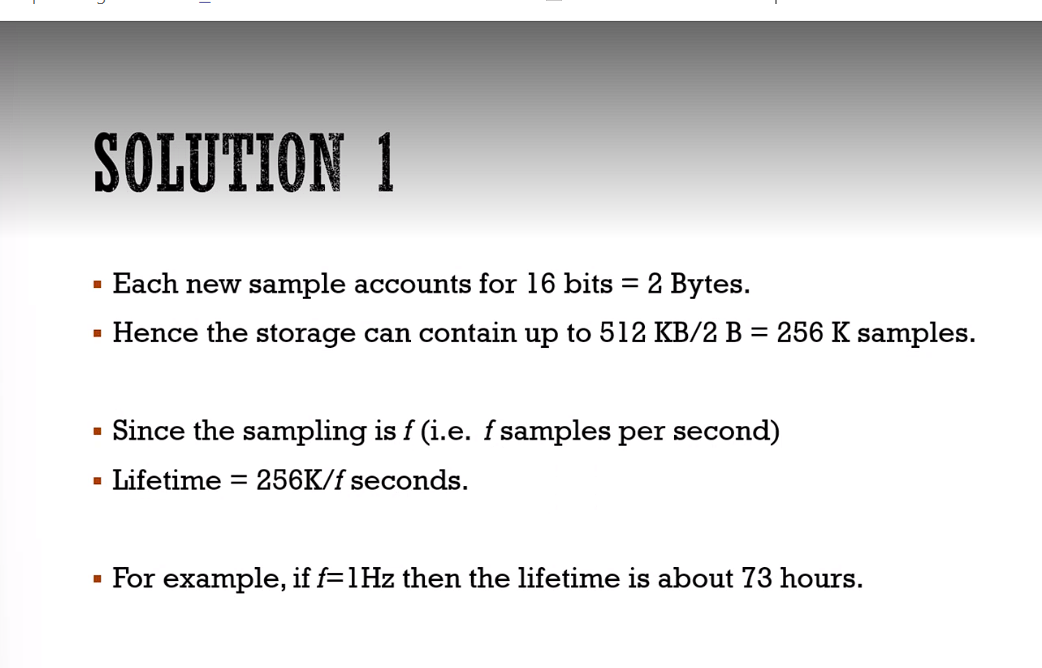 SOLUTION 1
▪ Each new sample accounts for 16 bits = 2 Bytes.
▪ Hence the storage can contain up to 512 KB/2 B = 256 K samples.
▪ Since the sampling is f (i.e. f samples per second)
▪ Lifetime = 256K/f seconds.
▪ For example, if f=1Hz then the lifetime is about 73 hours.